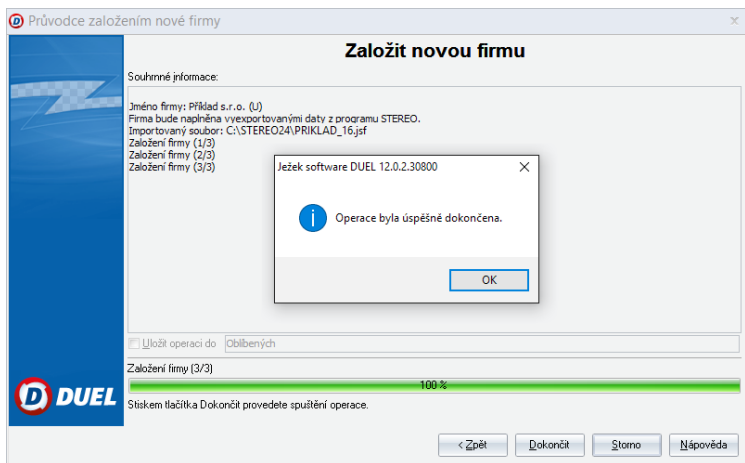 Průvodce založením nové firmy
Založit novou firmu
Souhrnné informace:
Jméno firmy: Příklad s.r.o. (U)
Firma bude naplněna vyexportovanými daty z programu STEREO.
Importovaný soubor: C:\STEREO24\PRIKLAD_16.jsf
Založení firmy (1/3)
Založení firmy (2/3)
Založení firmy (3/3)
Ježek software DUEL 12.0.2.30800
Operace byla úspěšně dokončena.
OK
Uložit operaci do Oblíbených
Založení firmy (3/3)
100 %
Stiskem tlačítka Dokončit provedete spuštění operace.
D DUEL
< Zpět Dokončit Storno Nápověda